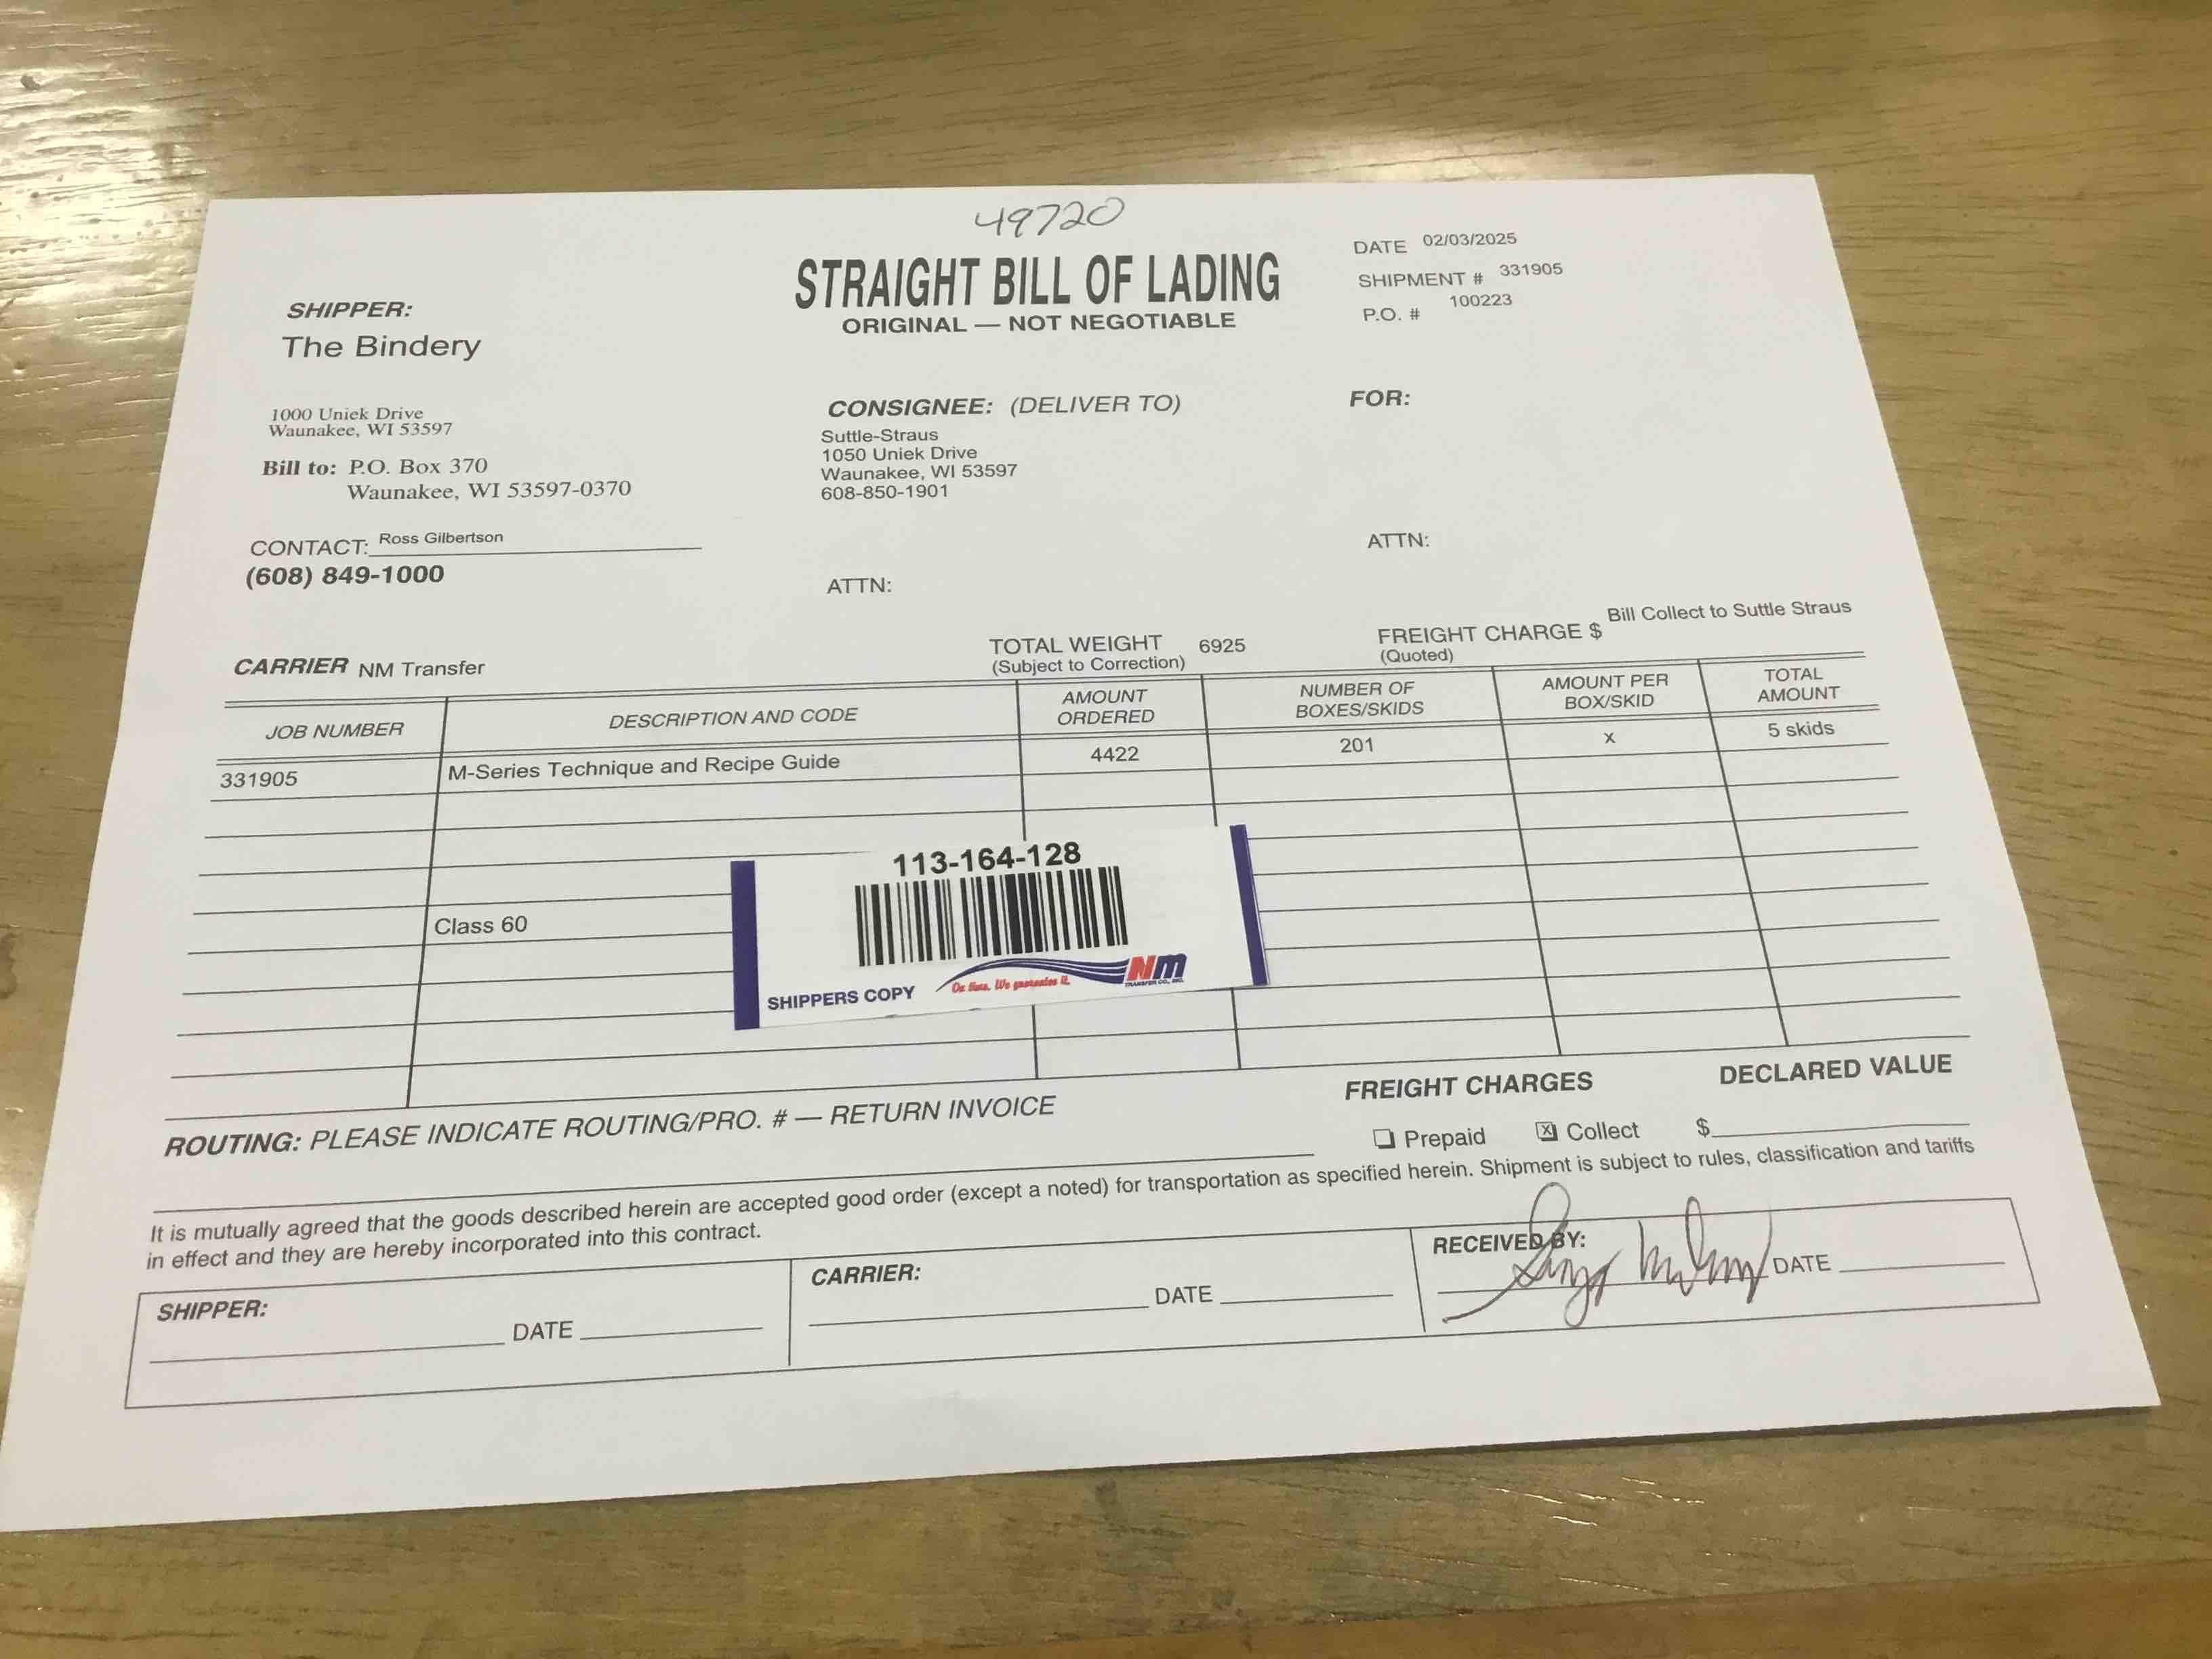 49720
STRAIGHT BILL OF LADING
ORIGINAL — NOT NEGOTIABLE
DATE 02/03/2025
SHIPMENT # 331905
P.O. # 100223
SHIPPER:
The Bindery
1000 Uniek Drive
Waunakee, WI 53597
Bill to: P.O. Box 370
Waunakee, WI 53597-0370
CONTACT: Ross Gilbertson
(608) 849-1000
CONSIGNEE: (DELIVER TO)
Suttle-Straus
1050 Uniek Drive
Waunakee, WI 53597
608-850-1901
ATTN:
FOR:
ATTN:
CARRIER NM Transfer
TOTAL WEIGHT 6925
(Subject to Correction)
FREIGHT CHARGE $ Bill Collect to Suttle Straus
(Quoted)
JOB NUMBER DESCRIPTION AND CODE AMOUNT ORDERED NUMBER OF BOXES/SKIDS AMOUNT PER BOX/SKID TOTAL AMOUNT
331905 M-Series Technique and Recipe Guide 4422 201 x 5 skids
Class 60
113-164-128
SHIPPERS COPY On time. We guarantee it. NM
TRANSFER CO., INC.
ROUTING: PLEASE INDICATE ROUTING/PRO. # — RETURN INVOICE
FREIGHT CHARGES
Prepaid X Collect
DECLARED VALUE
$
It is mutually agreed that the goods described herein are accepted good order (except a noted) for transportation as specified herein. Shipment is subject to rules, classification and tariffs
in effect and they are hereby incorporated into this contract.
SHIPPER:
DATE
CARRIER:
DATE
RECEIVED BY:
DATE